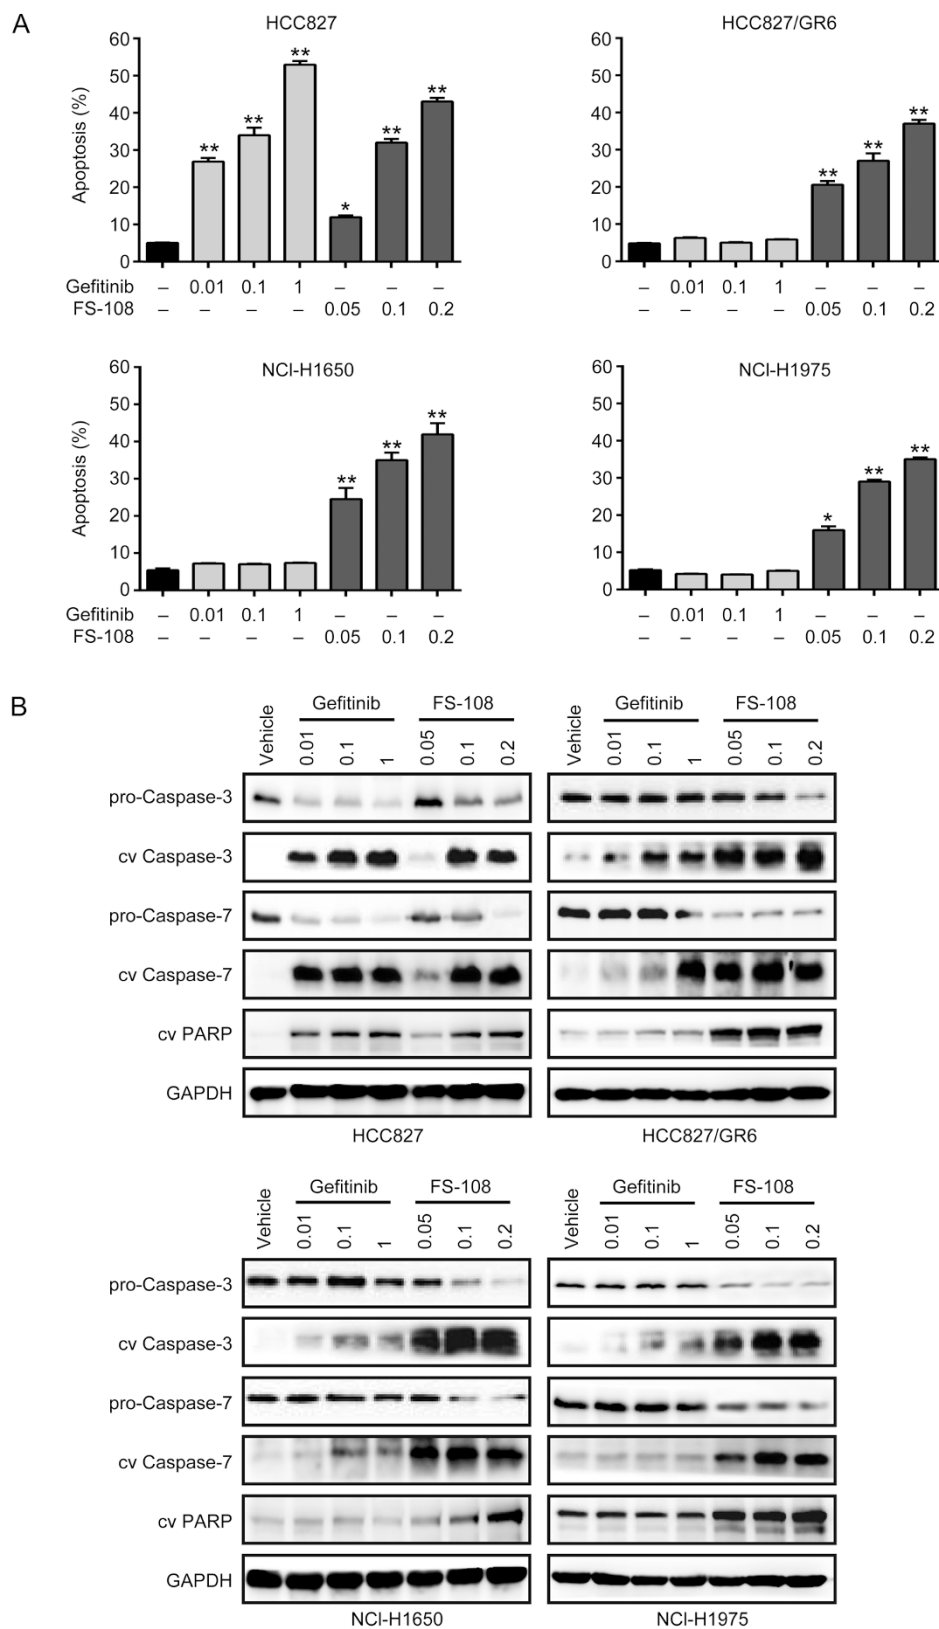 A
HCC827
60
50
40
30
20
10
0
Apoptosis (%)
** ** ** * ** **
Gefitinib – 0.01 0.1 1 – – –
FS-108 – – – – 0.05 0.1 0.2
HCC827/GR6
60
50
40
30
20
10
0
** ** **
– 0.01 0.1 1 – – –
– – – – 0.05 0.1 0.2
NCI-H1650
60
50
40
30
20
10
0
Apoptosis (%)
** ** **
Gefitinib – 0.01 0.1 1 – – –
FS-108 – – – – 0.05 0.1 0.2
NCI-H1975
60
50
40
30
20
10
0
* ** **
– 0.01 0.1 1 – – –
– – – – 0.05 0.1 0.2
B
Gefitinib FS-108 Gefitinib FS-108
Vehicle 0.01 0.1 1 0.05 0.1 0.2 Vehicle 0.01 0.1 1 0.05 0.1 0.2
pro-Caspase-3
cv Caspase-3
pro-Caspase-7
cv Caspase-7
cv PARP
GAPDH
HCC827 HCC827/GR6
Gefitinib FS-108 Gefitinib FS-108
Vehicle 0.01 0.1 1 0.05 0.1 0.2 Vehicle 0.01 0.1 1 0.05 0.1 0.2
pro-Caspase-3
cv Caspase-3
pro-Caspase-7
cv Caspase-7
cv PARP
GAPDH
NCI-H1650 NCI-H1975